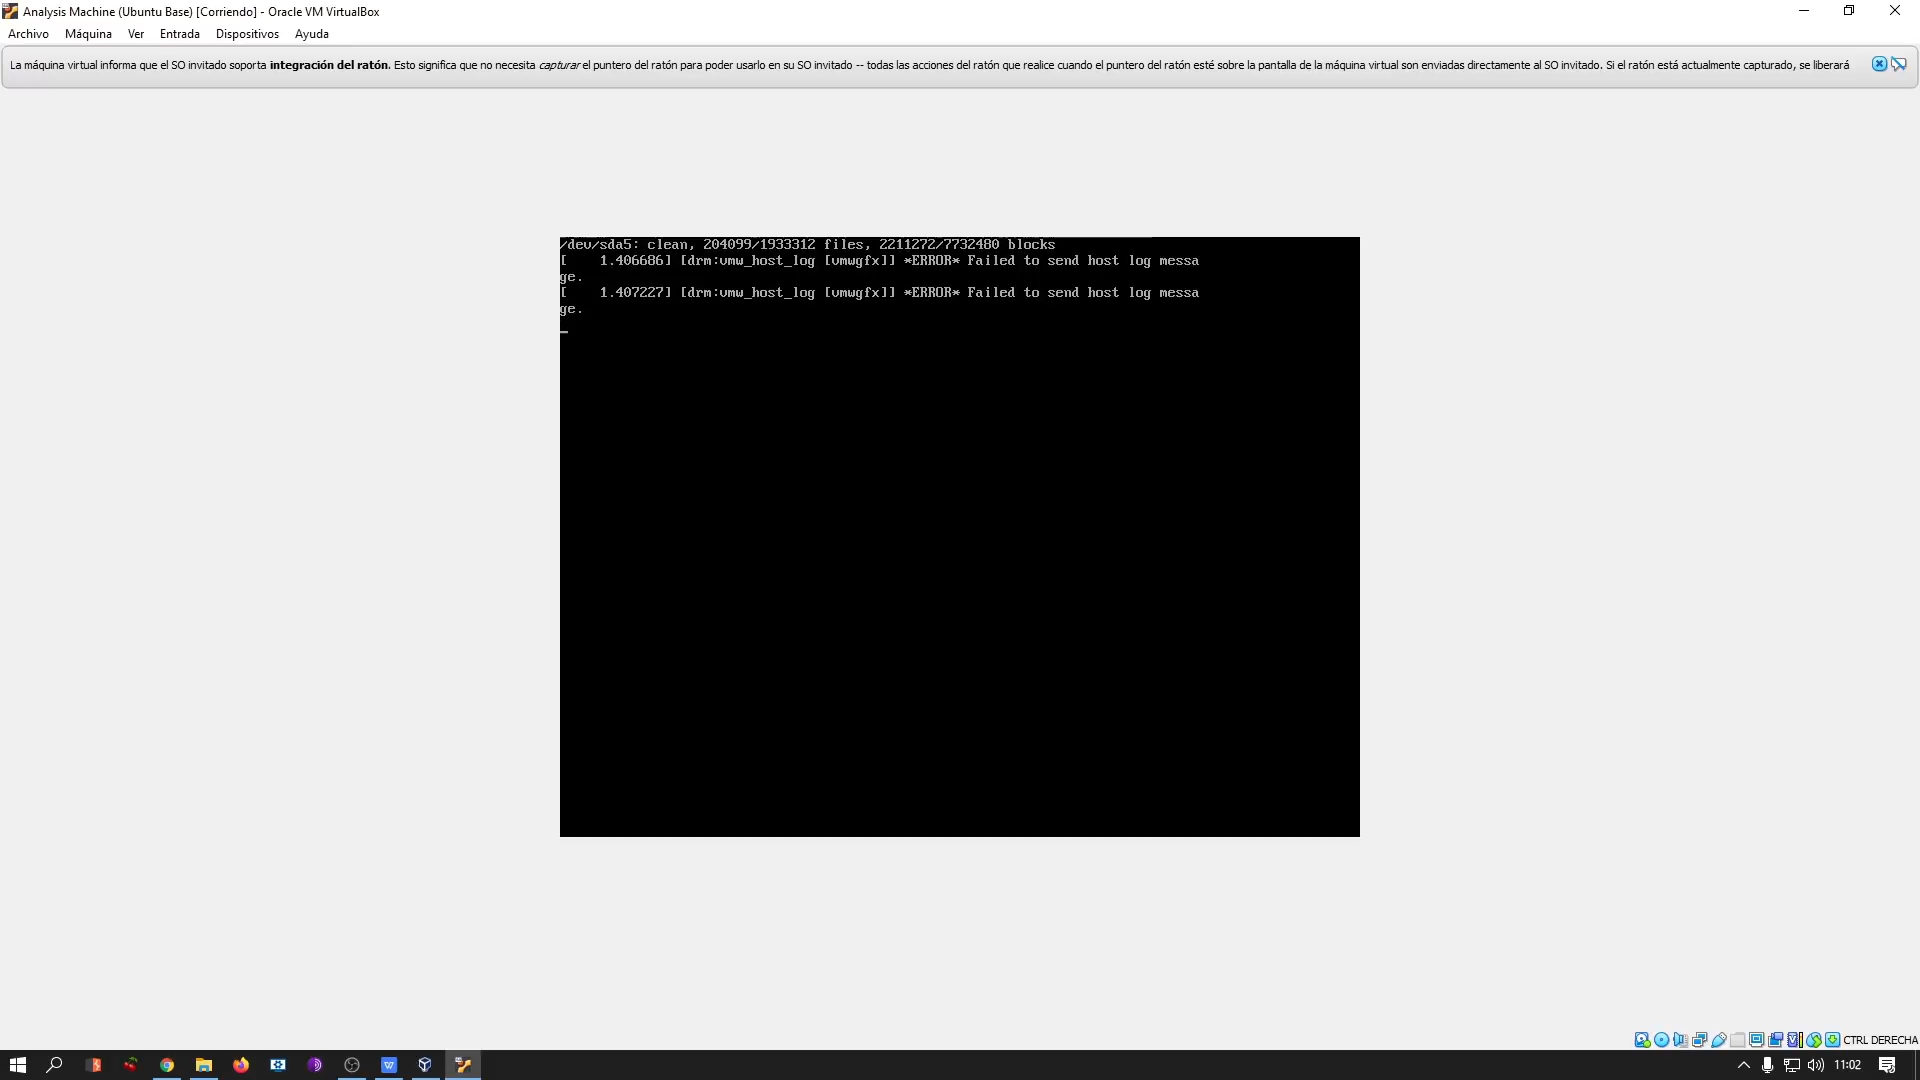 Analysis Machine (Ubuntu Base) [Corriendo] - Oracle VM VirtualBox
Archivo Máquina Ver Entrada Dispositivos Ayuda
La máquina virtual informa que el SO invitado soporta integración del ratón. Esto significa que no necesita capturar el puntero del ratón para poder usarlo en su SO invitado -- todas las acciones del ratón que realice cuando el puntero del ratón esté sobre la pantalla de la máquina virtual son enviadas directamente al SO invitado. Si el ratón está actualmente capturado, se liberará
/dev/sda5: clean, 204099/1933312 files, 2211272/7732480 blocks
[    1.406686] [drm:vmw_host_log [vmwgfx]] *ERROR* Failed to send host log messa
ge.
[    1.407227] [drm:vmw_host_log [vmwgfx]] *ERROR* Failed to send host log messa
ge.
CTRL DERECHA
11:02